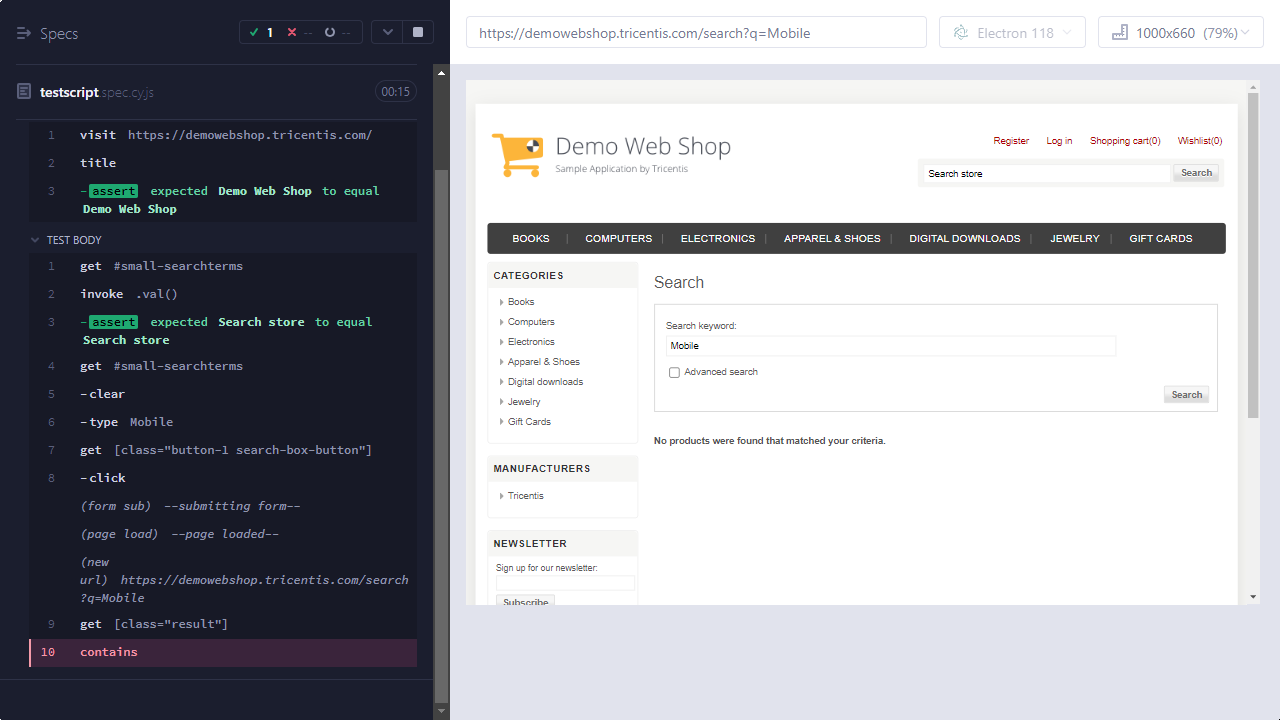 Specs
1 -- --
testscript.spec.cy.js
00:15
1 visit https://demowebshop.tricentis.com/
2 title
3 -assert expected Demo Web Shop to equal
Demo Web Shop
TEST BODY
1 get #small-searchterms
2 invoke .val()
3 -assert expected Search store to equal
Search store
4 get #small-searchterms
5 -clear
6 -type Mobile
7 get [class="button-1 search-box-button"]
8 -click
(form sub) --submitting form--
(page load) --page loaded--
(new
url) https://demowebshop.tricentis.com/search
?q=Mobile
9 get [class="result"]
10 contains
https://demowebshop.tricentis.com/search?q=Mobile
Electron 118
1000x660 (79%)
Demo Web Shop
Sample Application by Tricentis
Register Log in Shopping cart(0) Wishlist(0)
Search store Search
BOOKS | COMPUTERS | ELECTRONICS | APPAREL & SHOES | DIGITAL DOWNLOADS | JEWELRY | GIFT CARDS
CATEGORIES
Books
Computers
Electronics
Apparel & Shoes
Digital downloads
Jewelry
Gift Cards
MANUFACTURERS
Tricentis
NEWSLETTER
Sign up for our newsletter:
Subscribe
Search
Search keyword:
Mobile
Advanced search
Search
No products were found that matched your criteria.